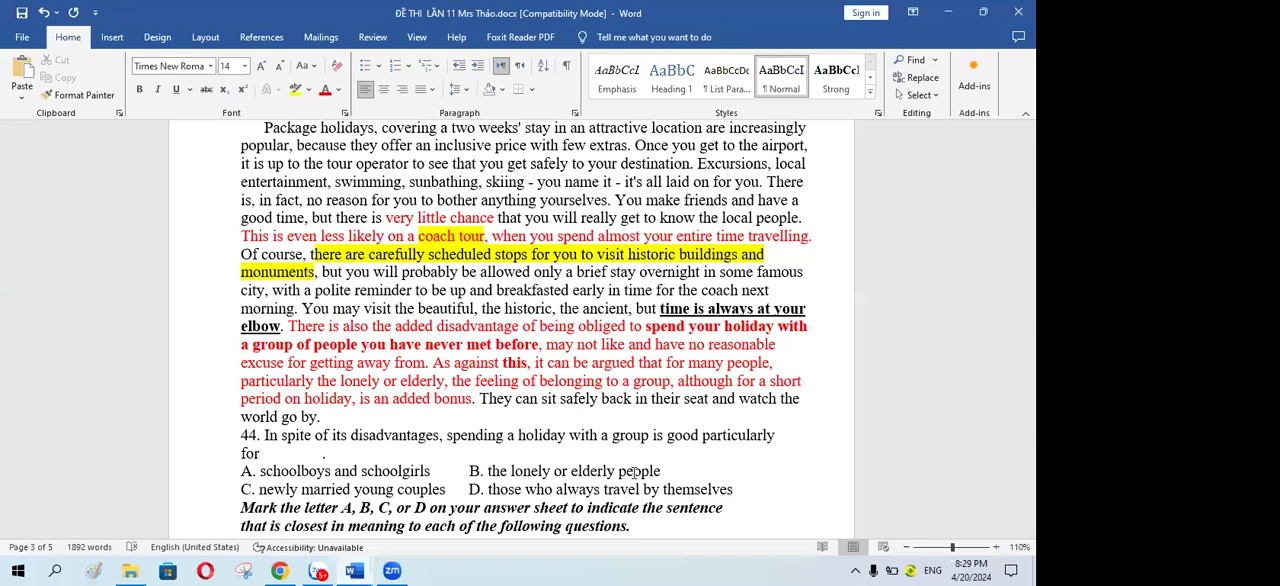 ĐỀ THI LẦN 11 Mrs Thảo.docx [Compatibility Mode] - Word
Sign in
File Home Insert Design Layout References Mailings Review View Help Foxit Reader PDF Tell me what you want to do
Paste
Cut
Copy
Format Painter
Clipboard
Times New Roma 14
Font
Paragraph
AaBbCcI AaBbC AaBbCcDc AaBbCcI AaBbCcI
Emphasis Heading 1 ¶ List Para... ¶ Normal Strong
Styles
Find
Replace
Select
Editing
Add-ins
Add-ins
Package holidays, covering a two weeks' stay in an attractive location are increasingly
popular, because they offer an inclusive price with few extras. Once you get to the airport,
it is up to the tour operator to see that you get safely to your destination. Excursions, local
entertainment, swimming, sunbathing, skiing - you name it - it's all laid on for you. There
is, in fact, no reason for you to bother anything yourselves. You make friends and have a
good time, but there is very little chance that you will really get to know the local people.
This is even less likely on a coach tour, when you spend almost your entire time travelling.
Of course, there are carefully scheduled stops for you to visit historic buildings and
monuments, but you will probably be allowed only a brief stay overnight in some famous
city, with a polite reminder to be up and breakfasted early in time for the coach next
morning. You may visit the beautiful, the historic, the ancient, but time is always at your
elbow. There is also the added disadvantage of being obliged to spend your holiday with
a group of people you have never met before, may not like and have no reasonable
excuse for getting away from. As against this, it can be argued that for many people,
particularly the lonely or elderly, the feeling of belonging to a group, although for a short
period on holiday, is an added bonus. They can sit safely back in their seat and watch the
world go by.
44. In spite of its disadvantages, spending a holiday with a group is good particularly
for .
A. schoolboys and schoolgirls B. the lonely or elderly people
C. newly married young couples D. those who always travel by themselves
Mark the letter A, B, C, or D on your answer sheet to indicate the sentence
that is closest in meaning to each of the following questions.
Page 3 of 5 1892 words English (United States) Accessibility: Unavailable 110%
ENG
8:29 PM
4/20/2024